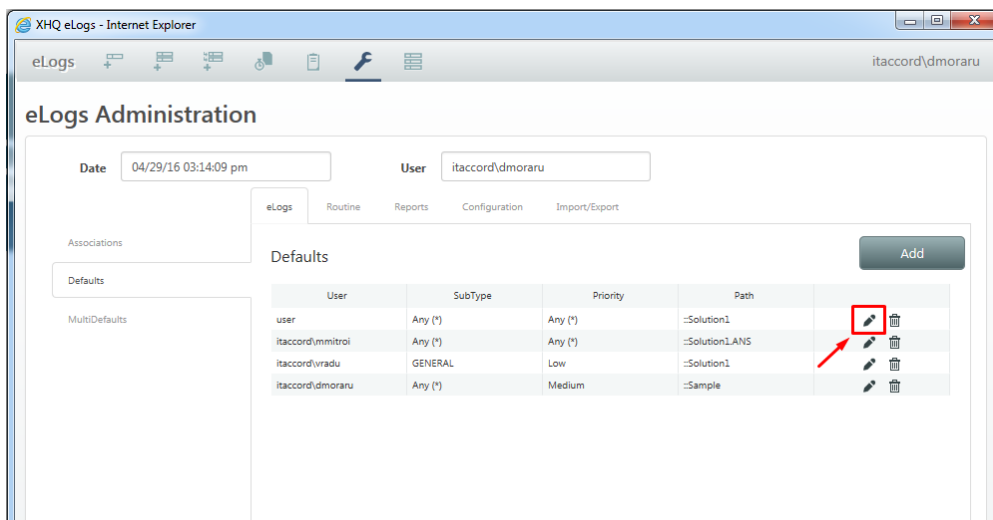 XHQ eLogs - Internet Explorer
eLogs itaccord\dmoraru
eLogs Administration
Date 04/29/16 03:14:09 pm User itaccord\dmoraru
eLogs Routine Reports Configuration Import/Export
Associations
Defaults Add
Defaults
User SubType Priority Path
MultiDefaults
user Any (*) Any (*) ::Solution1
itaccord\mmitroi Any (*) Any (*) ::Solution1.ANS
itaccord\vradu GENERAL Low ::Solution1
itaccord\dmoraru Any (*) Medium ::Sample